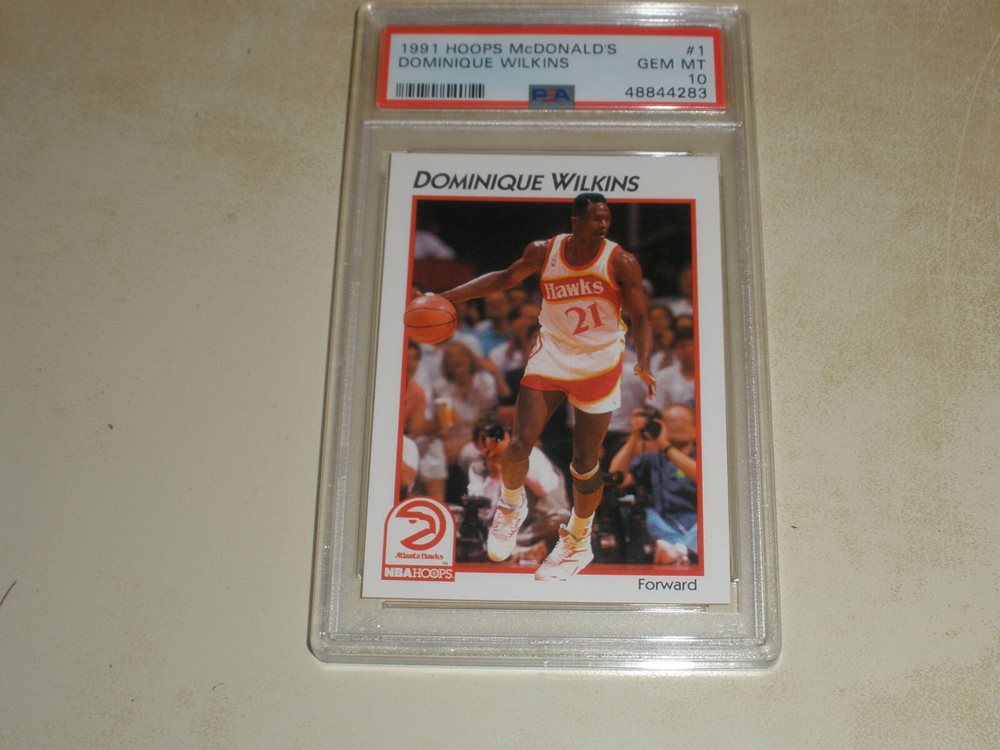 1991 HOOPS McDONALD'S #1
DOMINIQUE WILKINS GEM MT
10
PSA 48844283
DOMINIQUE WILKINS
Hawks
21
Atlanta Hawks
TM
NBA HOOPS
Forward